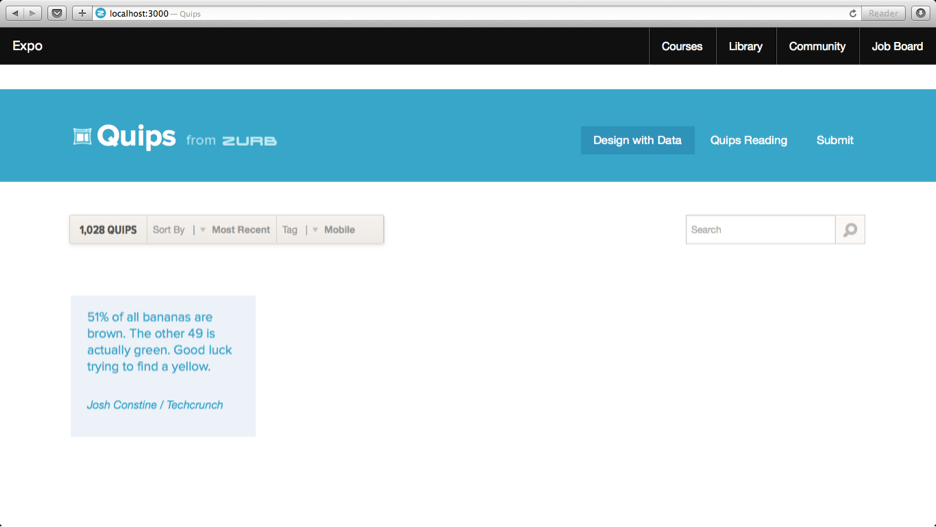 localhost:3000 — Quips
Reader
Expo
Courses
Library
Community
Job Board
Quips from ZURB
Design with Data
Quips Reading
Submit
1,028 QUIPS
Sort By | Most Recent
Tag | Mobile
Search
51% of all bananas are
brown. The other 49 is
actually green. Good luck
trying to find a yellow.
Josh Constine / Techcrunch